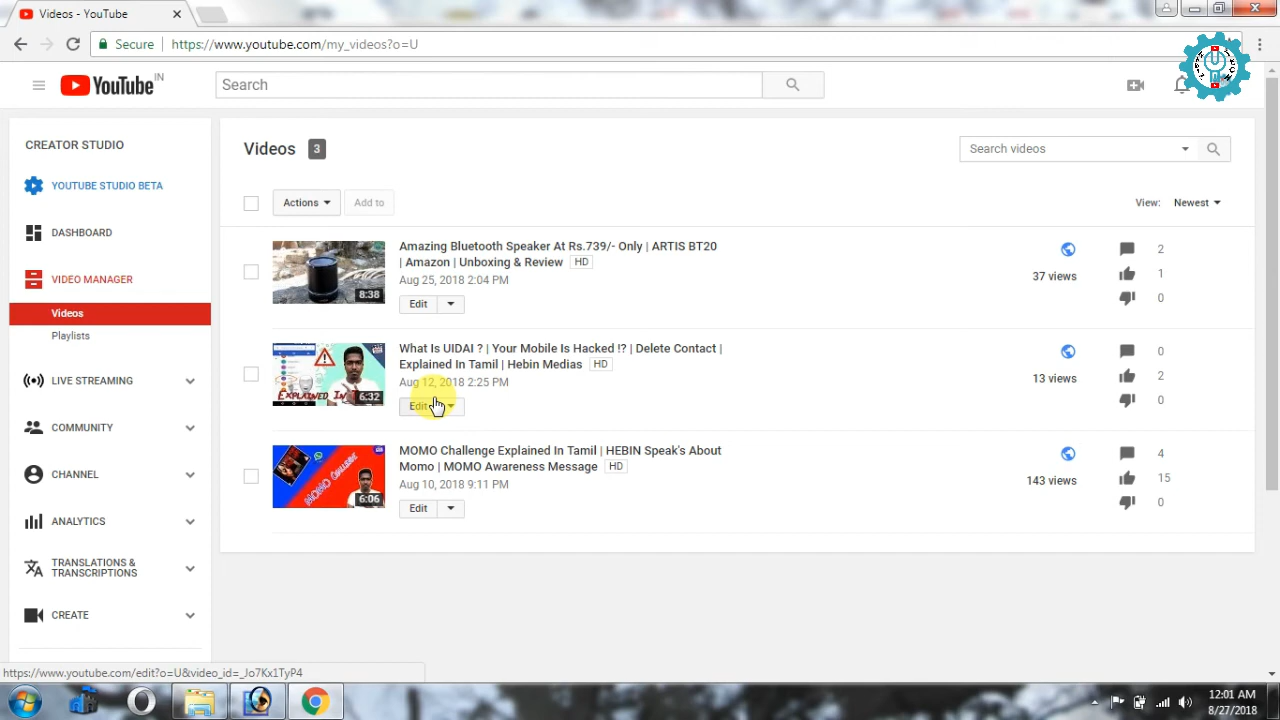 Videos - YouTube
Secure
https://www.youtube.com/my_videos?o=U
YouTube IN
Search
CREATOR STUDIO
YOUTUBE STUDIO BETA
DASHBOARD
VIDEO MANAGER
Videos
Playlists
LIVE STREAMING
COMMUNITY
CHANNEL
ANALYTICS
TRANSLATIONS &
TRANSCRIPTIONS
CREATE
Videos 3
Search videos
Actions
Add to
View: Newest
Amazing Bluetooth Speaker At Rs.739/- Only | ARTIS BT20
| Amazon | Unboxing & Review HD
Aug 25, 2018 2:04 PM
Edit
8:38
37 views
2
1
0
What Is UIDAI ? | Your Mobile Is Hacked !? | Delete Contact |
Explained In Tamil | Hebin Medias HD
Aug 12, 2018 2:25 PM
Edit
EXPLAINED IN
6:32
13 views
0
2
0
MOMO Challenge Explained In Tamil | HEBIN Speak's About
Momo | MOMO Awareness Message HD
Aug 10, 2018 9:11 PM
Edit
6:06
143 views
4
15
0
https://www.youtube.com/edit?o=U&video_id=_Jo7Kx1TyP4
12:01 AM
8/27/2018